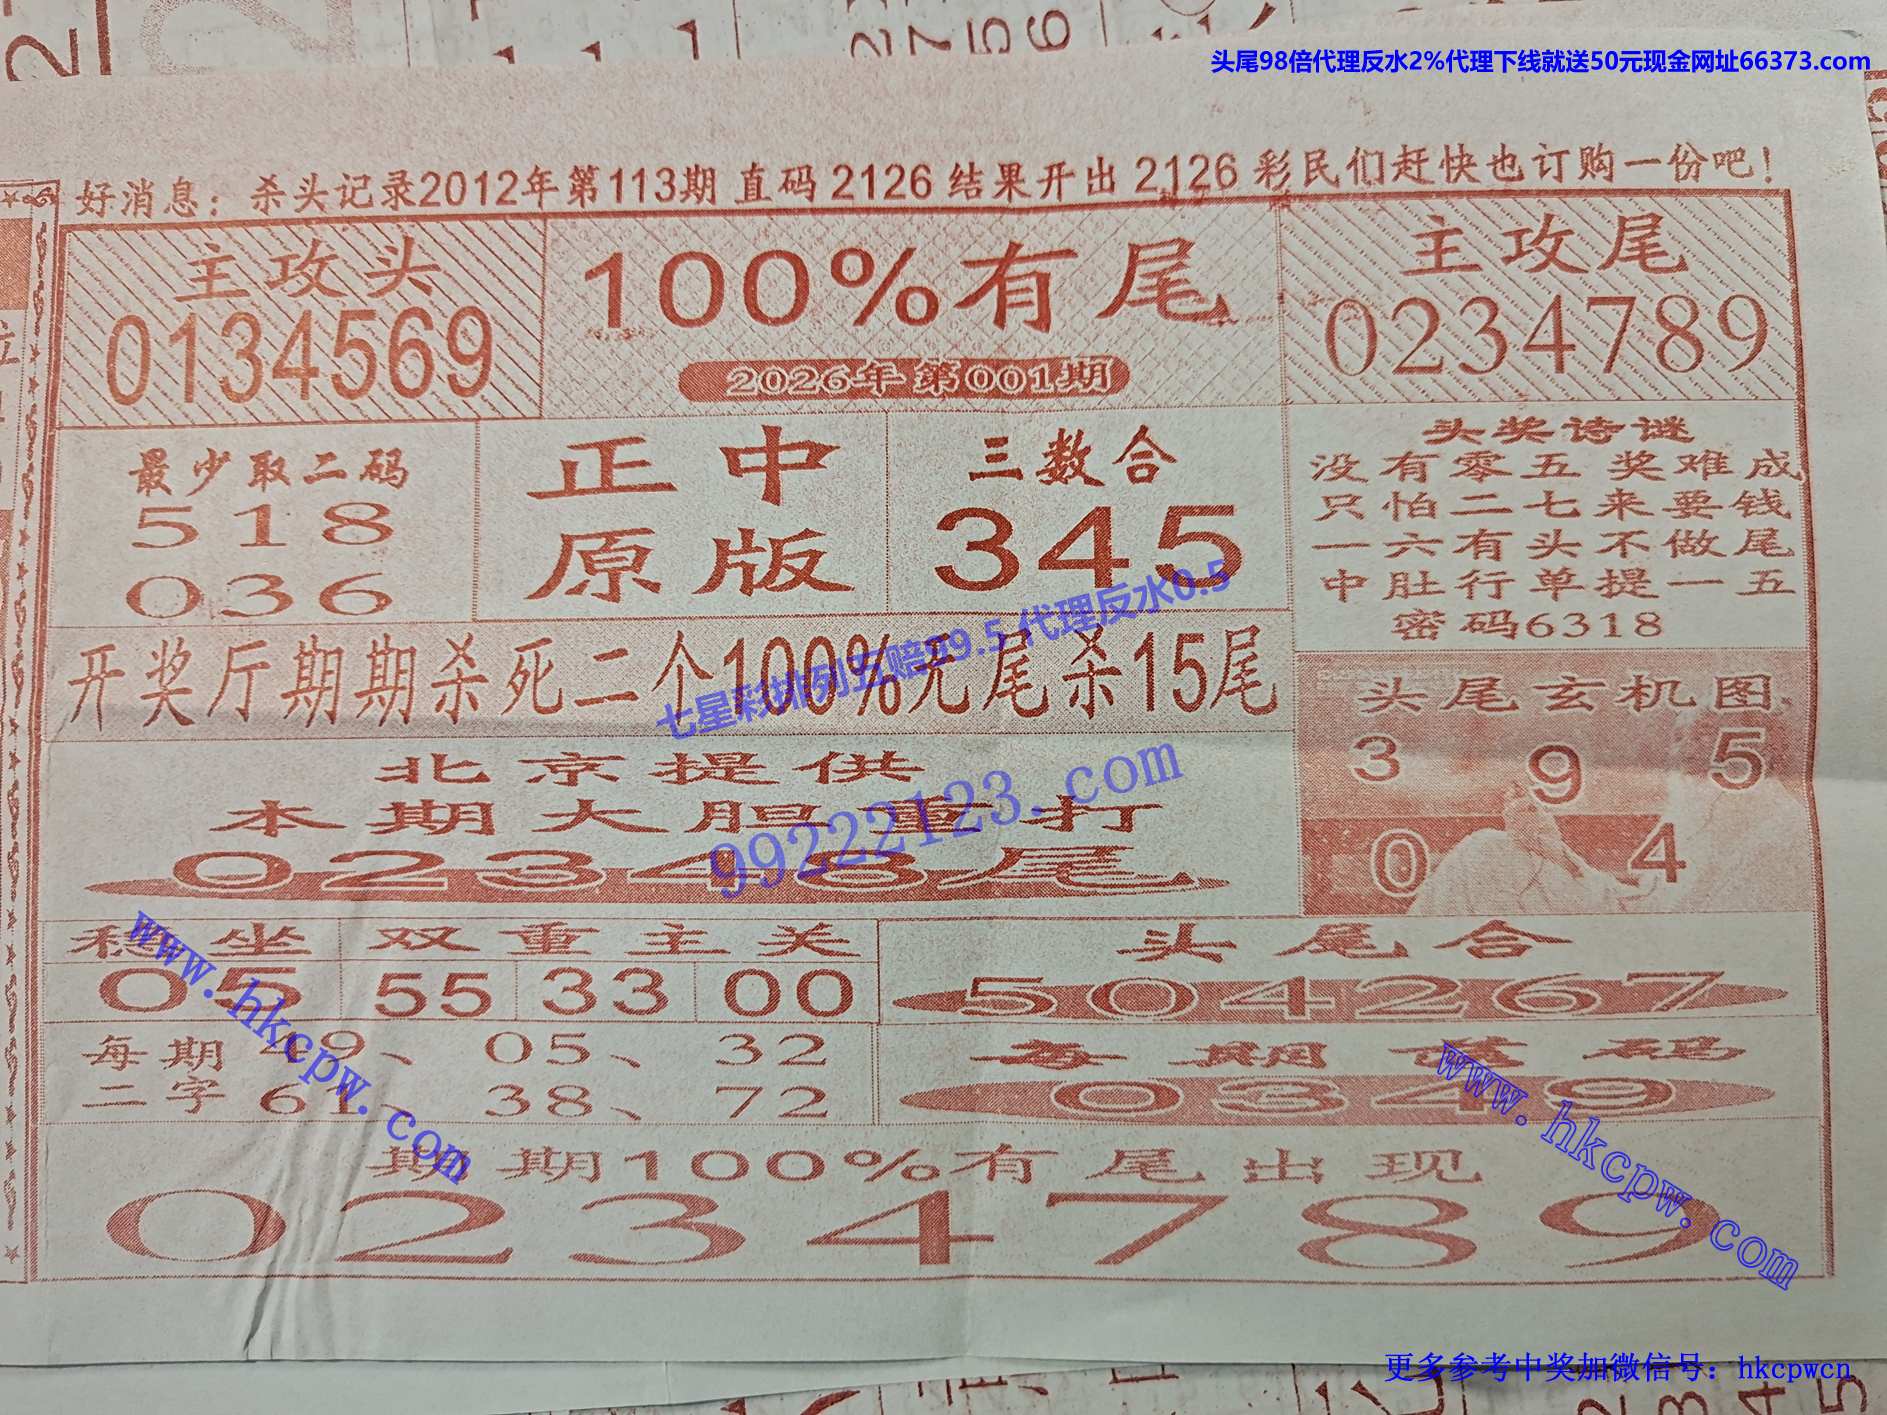 头尾98倍代理反水2%代理下线就送50元现金网址66373.com
好消息：杀头记录2012年第113期 直码 2126 结果开出 2126 彩民们赶快也订购一份吧！
主攻头
0134569
100%有尾
2026年 第001期
主攻尾
0234789
最少取二码
518
036
正中
原版
三数合
345
头奖诗谜
没有零五 奖难成
只怕二七来要钱
一六有头不做尾
中肚行单提一五
密码6318
开奖厅期期杀死二个100%无尾杀15尾
七星彩排列五赔99.5 代理反水0.5
头尾玄机图
3 9 5
0 4
北京提供
本期大胆重打
02348尾
99222123.com
稳坐 双重主关
05 55 33 00
头尾合
504267
www.hkcpw.com
每期 49、 05、 32
二字 61、 38、 72
每期 码
0349
www.hkcpw.com
期期100%有尾出现
0234789
更多参考中奖加微信号：hkcpwcn